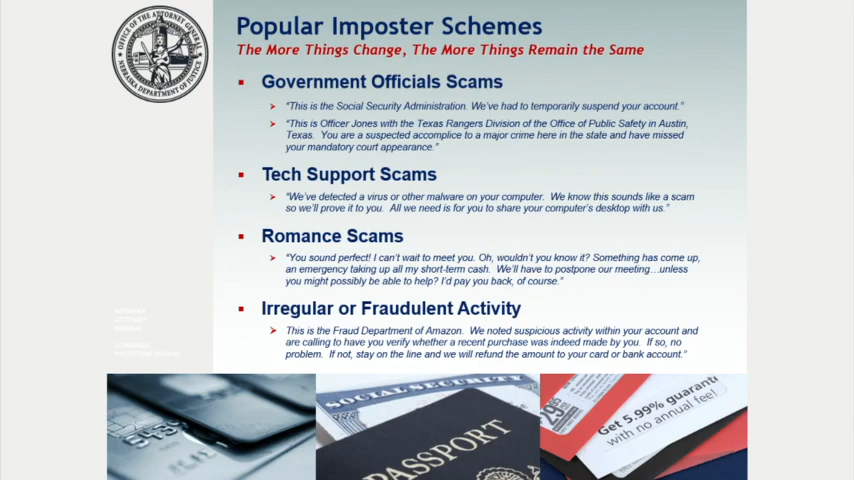 OFFICE OF THE ATTORNEY GENERAL
NEBRASKA DEPARTMENT OF JUSTICE
Popular Imposter Schemes
The More Things Change, The More Things Remain the Same
Government Officials Scams
“This is the Social Security Administration. We’ve had to temporarily suspend your account.”
“This is Officer Jones with the Texas Rangers Division of the Office of Public Safety in Austin,
Texas. You are a suspected accomplice to a major crime here in the state and have missed
your mandatory court appearance.”
Tech Support Scams
“We’ve detected a virus or other malware on your computer. We know this sounds like a scam
so we’ll prove it to you. All we need is for you to share your computer’s desktop with us.”
Romance Scams
“You sound perfect! I can’t wait to meet you. Oh, wouldn’t you know it? Something has come up,
an emergency taking up all my short-term cash. We’ll have to postpone our meeting…unless
you might possibly be able to help? I’d pay you back, of course.”
Irregular or Fraudulent Activity
This is the Fraud Department of Amazon. We noted suspicious activity within your account and
are calling to have you verify whether a recent purchase was indeed made by you. If so, no
problem. If not, stay on the line and we will refund the amount to your card or bank account.”
NEBRASKA
ATTORNEY
GENERAL
CONSUMER
PROTECTION DIVISION
543
SOCIAL SECURITY
PASSPORT
29.95
Get 5.99% guarant
with no annual fee!